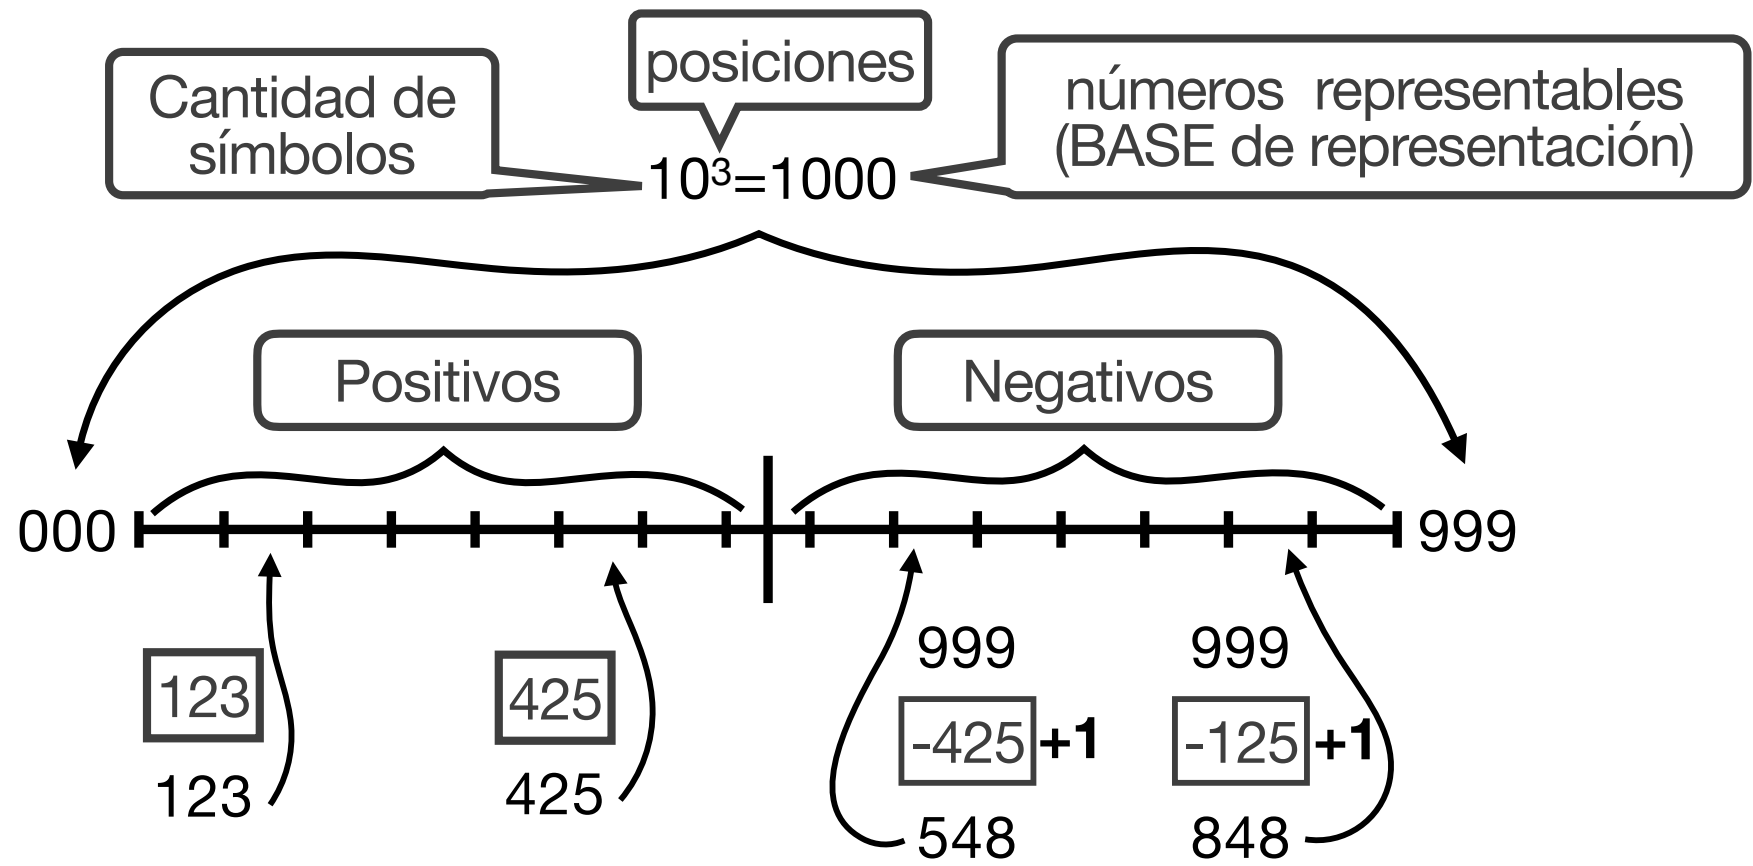 posiciones
Cantidad de
símbolos
números representables
(BASE de representación)
10³=1000
Positivos
Negativos
000
999
123
123
425
425
999
-425 +1
548
999
-125 +1
848